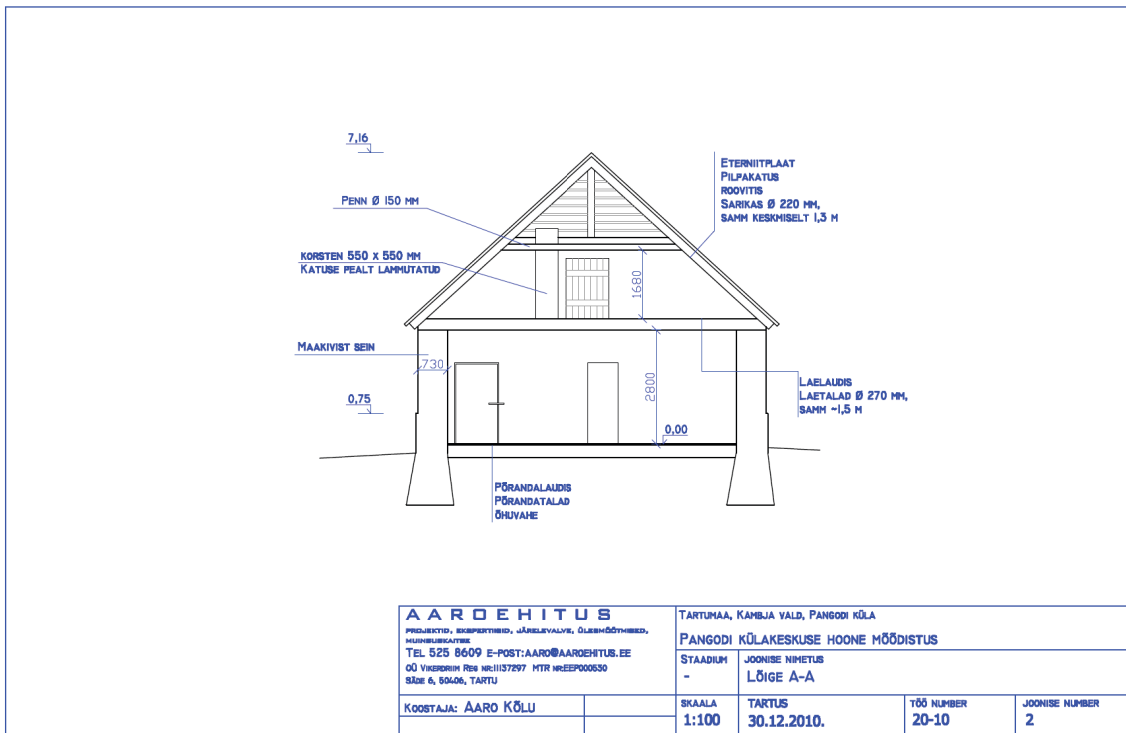 7,16
ETERNIITPLAAT
PILPAKATUS
ROOVITIS
SARIKAS Ø 220 MM,
SAMM KESKMISELT 1,3 M
PENN Ø 150 MM
KORSTEN 550 X 550 MM
KATUSE PEALT LAMMUTATUD
1680
MAAKIVIST SEIN
730
2800
LAELAUDIS
LAETALAD Ø 270 MM,
SAMM ~1,5 M
0,75
0,00
PÕRANDALAUDIS
PÕRANDATALAD
ÕHUVAHE
AAROEHITUS
PROJEKTID, EKSPERTIISID, JÄRELEVALVE, ÜLESMÕÕTMISED,
MUINSUSKAITSE
TEL 525 8609 E-POST:AARO@AAROEHITUS.EE
OÜ VIKERDRIIM REG NR:11137297 MTR NR:EEP000530
SÄDE 6, 50406, TARTU
KOOSTAJA: AARO KÕLU
TARTUMAA, KAMBJA VALD, PANGODI KÜLA
PANGODI KÜLAKESKUSE HOONE MÕÕDISTUS
STAADIUM
-
JOONISE NIMETUS
LÕIGE A-A
SKAALA
1:100
TARTUS
30.12.2010.
TÖÖ NUMBER
20-10
JOONISE NUMBER
2